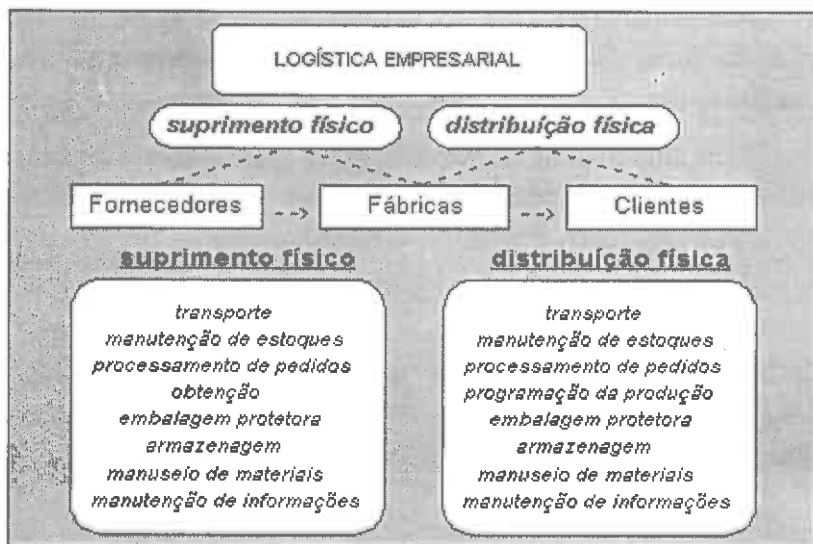 LOGÍSTICA EMPRESARIAL
suprimento físico
distribuíção física
Fornecedores
Fábricas
Clientes
suprimento físico
transporte
manutenção de estoques
processamento de pedidos
obtenção
embalagem protetora
armazenagem
manuseio de materiais
manutenção de informações
distribuíção física
transporte
manutenção de estoques
processamento de pedidos
programação da produção
embalagem protetora
armazenagem
manuseio de materiais
manutenção de informações